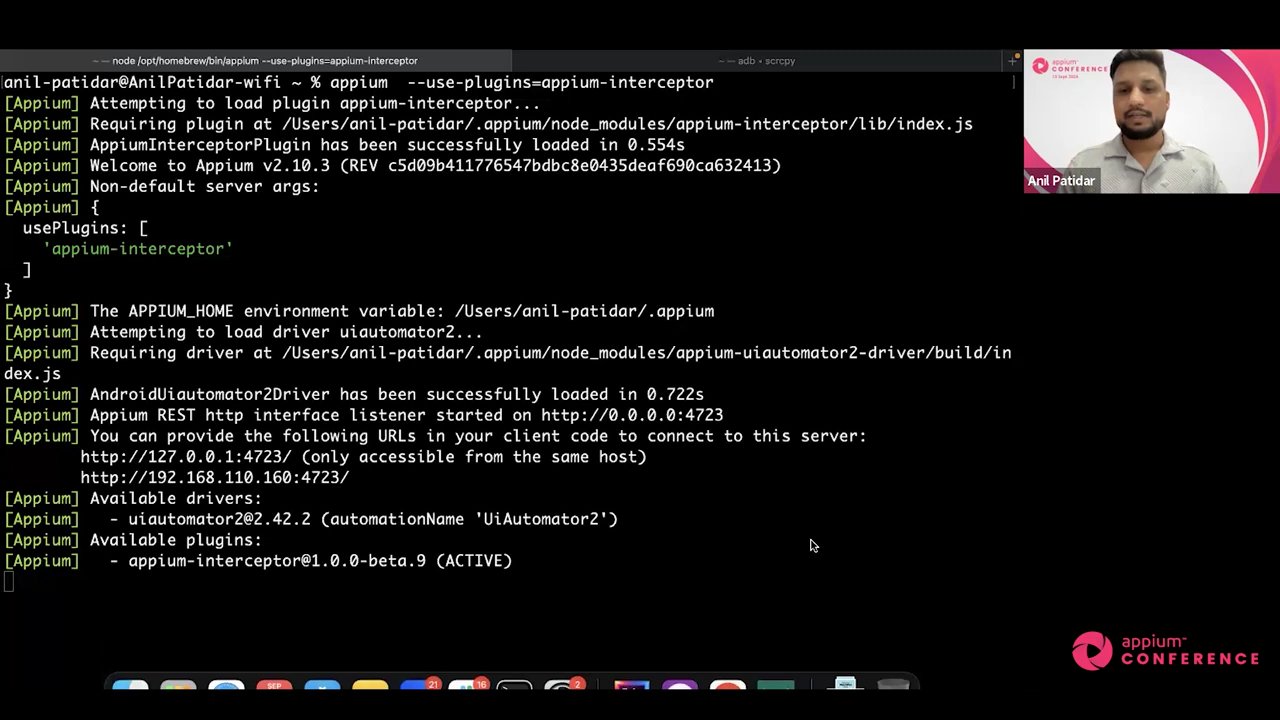 node /opt/homebrew/bin/appium --use-plugins=appium-interceptor
adb • scrcpy
anil-patidar@AnilPatidar-wifi ~ % appium  --use-plugins=appium-interceptor
[Appium] Attempting to load plugin appium-interceptor...
[Appium] Requiring plugin at /Users/anil-patidar/.appium/node_modules/appium-interceptor/lib/index.js
[Appium] AppiumInterceptorPlugin has been successfully loaded in 0.554s
[Appium] Welcome to Appium v2.10.3 (REV c5d09b411776547bdbc8e0435deaf690ca632413)
[Appium] Non-default server args:
[Appium] {
usePlugins: [
'appium-interceptor'
]
}
[Appium] The APPIUM_HOME environment variable: /Users/anil-patidar/.appium
[Appium] Attempting to load driver uiautomator2...
[Appium] Requiring driver at /Users/anil-patidar/.appium/node_modules/appium-uiautomator2-driver/build/in
dex.js
[Appium] AndroidUiautomator2Driver has been successfully loaded in 0.722s
[Appium] Appium REST http interface listener started on http://0.0.0.0:4723
[Appium] You can provide the following URLs in your client code to connect to this server:
http://127.0.0.1:4723/ (only accessible from the same host)
http://192.168.110.160:4723/
[Appium] Available drivers:
[Appium]   - uiautomator2@2.42.2 (automationName 'UiAutomator2')
[Appium] Available plugins:
[Appium]   - appium-interceptor@1.0.0-beta.9 (ACTIVE)
appium
CONFERENCE
Anil Patidar
SEP
21
16
2
appium™
CONFERENCE